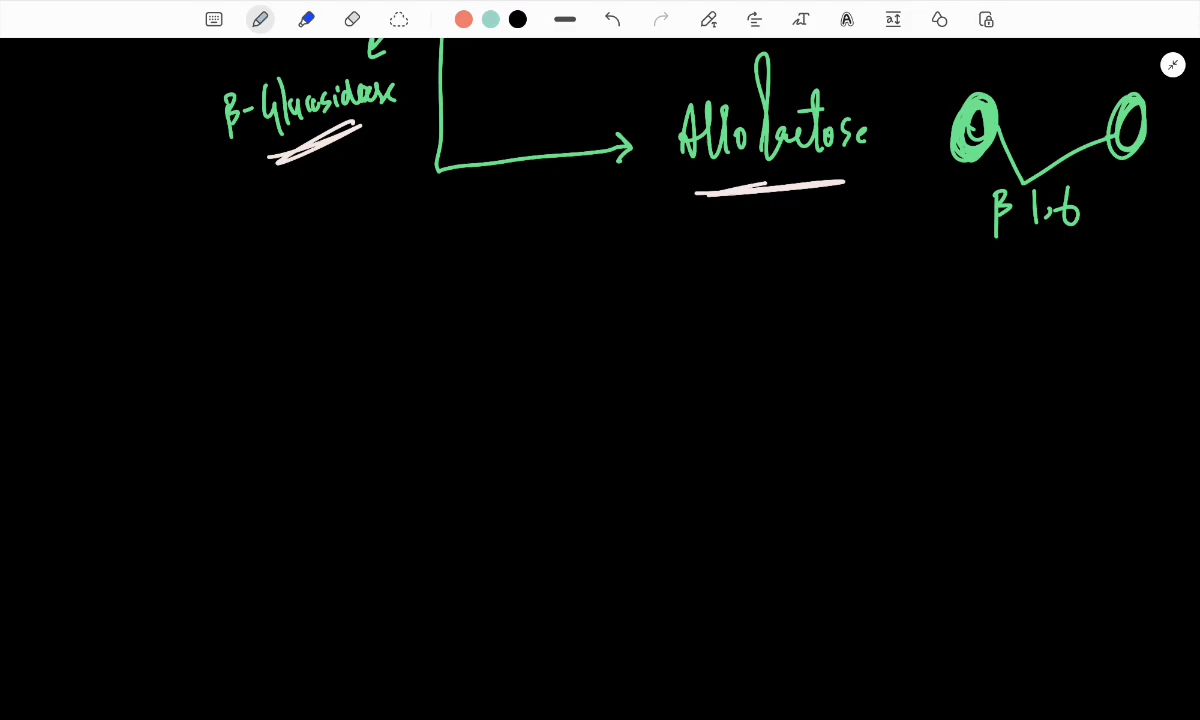 β-Glucosidase
Allolactose
β 1,6